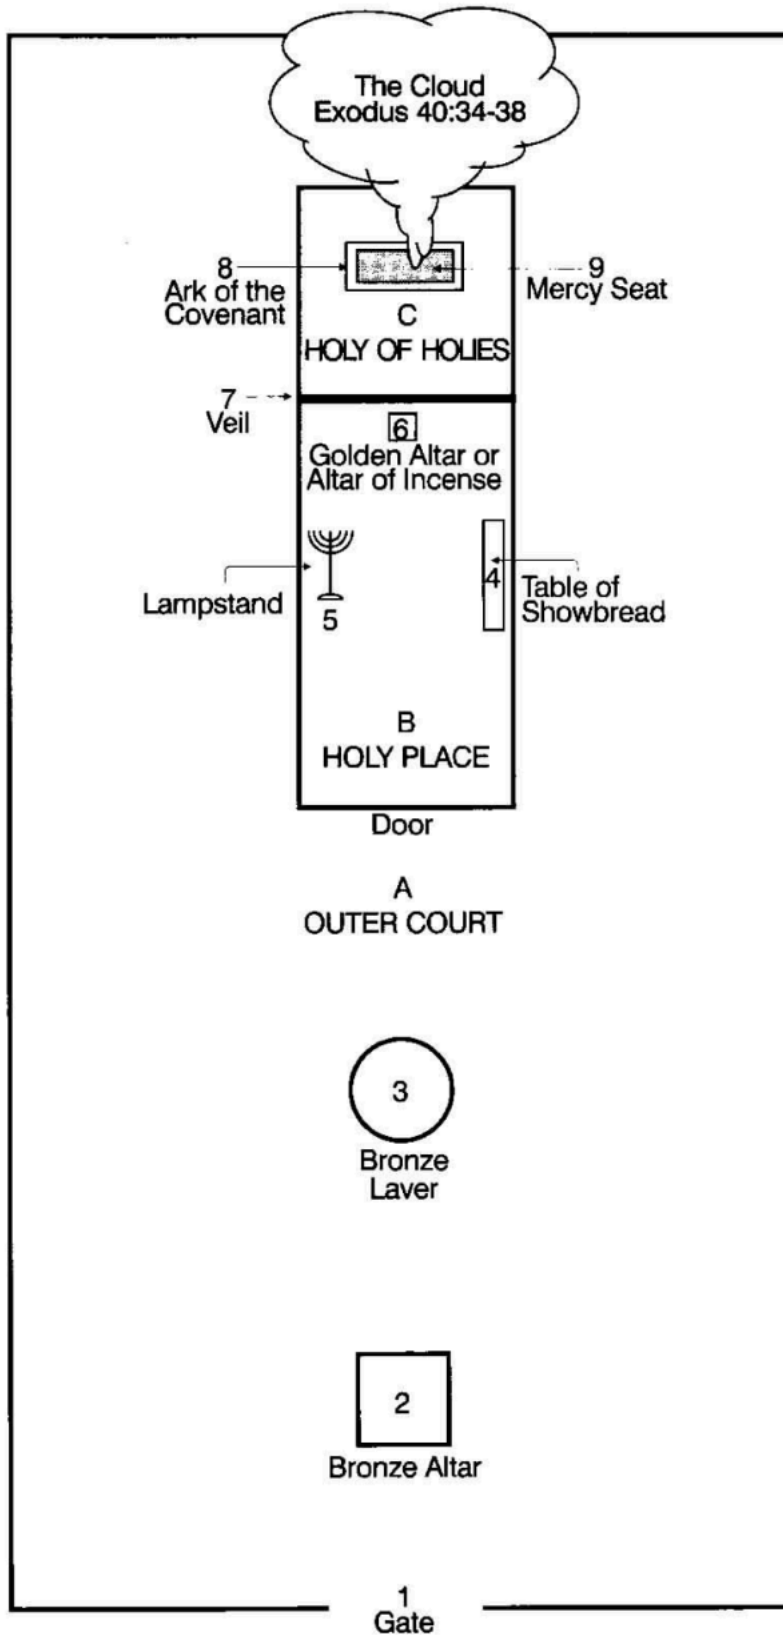 The Cloud
Exodus 40:34-38
8
Ark of the
Covenant
9
Mercy Seat
C
HOLY OF HOLIES
7
Veil
6
Golden Altar or
Altar of Incense
Lampstand
5
4
Table of
Showbread
B
HOLY PLACE
Door
A
OUTER COURT
3
Bronze
Laver
2
Bronze Altar
1
Gate